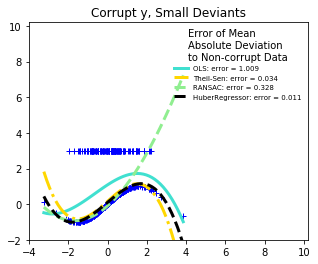 Corrupt y, Small Deviants
Error of Mean
Absolute Deviation
to Non-corrupt Data
OLS: error = 1.009
Theil-Sen: error = 0.034
RANSAC: error = 0.328
HuberRegressor: error = 0.011
10
8
6
4
2
0
−2
−4
−2
0
2
4
6
8
10